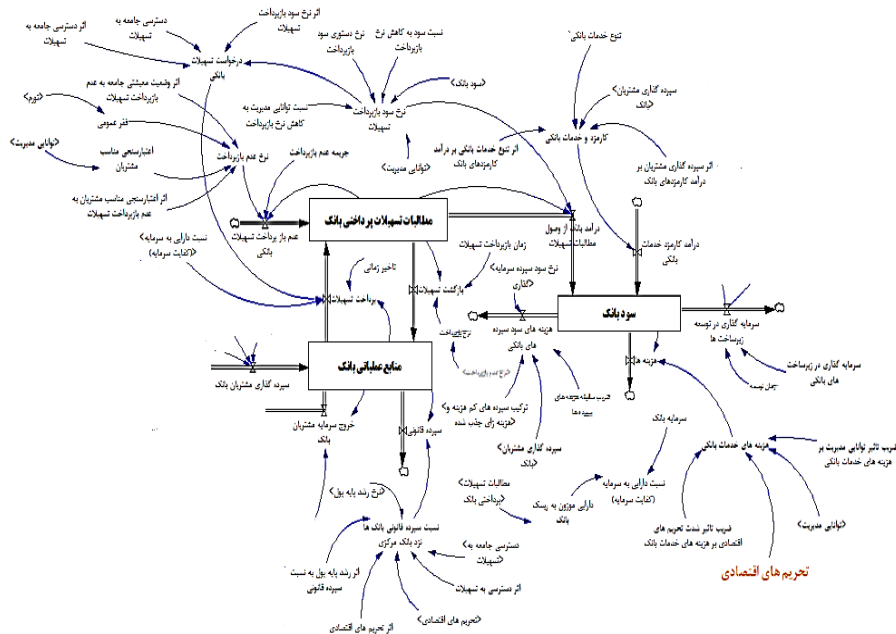 اثر نرخ سود بازپرداخت
تسهیلات
دسترسی جامعه به
تسهیلات
اثر دسترسی جامعه به
تسهیلات
درخواست تسهیلات
بانکی
نرخ دستوری سود
بازپرداخت
نسبت سود به کاهش نرخ
بازپرداخت
تنوع خدمات بانکی
<سود بانک>
<سپرده گذاری مشتریان
بانک>
اثر وضعیت معیشتی جامعه به عدم
بازپرداخت تسهیلات
<تورم>
فقر عمومی
نسبت توانایی مدیریت به
کاهش نرخ بازپرداخت
نرخ سود بازپرداخت
تسهیلات
<توانایی مدیریت>
اعتبارسنجی مناسب
مشتریان
نرخ عدم بازپرداخت
جریمه عدم بازپرداخت
<توانایی مدیریت>
اثر تنوع خدمات بانکی بر درآمد
کارمزدهای بانک
کارمزد و خدمات بانکی
اثر سپرده گذاری مشتریان بر
درآمد کارمزدهای بانک
اثر اعتبارسنجی مناسب مشتریان به
عدم بازپرداخت تسهیلات
مطالبات تسهیلات پرداختی بانک
عدم باز پرداخت تسهیلات
بانکی
درآمد بانک از وصول
مطالبات تسهیلات
درآمد کارمزد خدمات
بانکی
<نسبت دارایی به سرمایه
(کفایت سرمایه)>
تاخیر زمانی
پرداخت تسهیلات
بازگشت تسهیلات
زمان بازپرداخت تسهیلات
<نرخ سود سپرده سرمایه
گذاری>
سود بانک
سرمایه گذاری در توسعه
زیرساخت ها
هزینه های سود سپرده
های بانکی
هزینه ها
سرمایه گذاری در زیرساخت
های بانکی
<نرخ عدم بازپرداخت>
منابع عملیاتی بانک
سپرده گذاری مشتریان بانک
خروج سرمایه مشتریان
بانک
سپرده قانونی
ترکیب سپرده های کم هزینه و
هزینه زای جذب شده
<سپرده گذاری مشتریان
بانک>
سرمایه بانک
هزینه های خدمات بانکی
ضریب تاثیر توانایی مدیریت بر
هزینه های خدمات بانکی
<نرخ رشد پایه پول>
<مطالبات تسهیلات
پرداختی بانک>
دارایی موزون به ریسک
بانک
نسبت دارایی به سرمایه
(کفایت سرمایه)
<توانایی مدیریت>
نسبت سپرده قانونی بانک ها
نزد بانک مرکزی
<دسترسی جامعه به
تسهیلات>
ضریب تاثیر شدت تحریم های
اقتصادی بر هزینه های خدمات بانک
اثر رشد پایه پول به نسبت
سپرده قانونی
اثر دسترسی به تسهیلات
تحریم های اقتصادی
<تحریم های اقتصادی>
اثر تحریم های اقتصادی